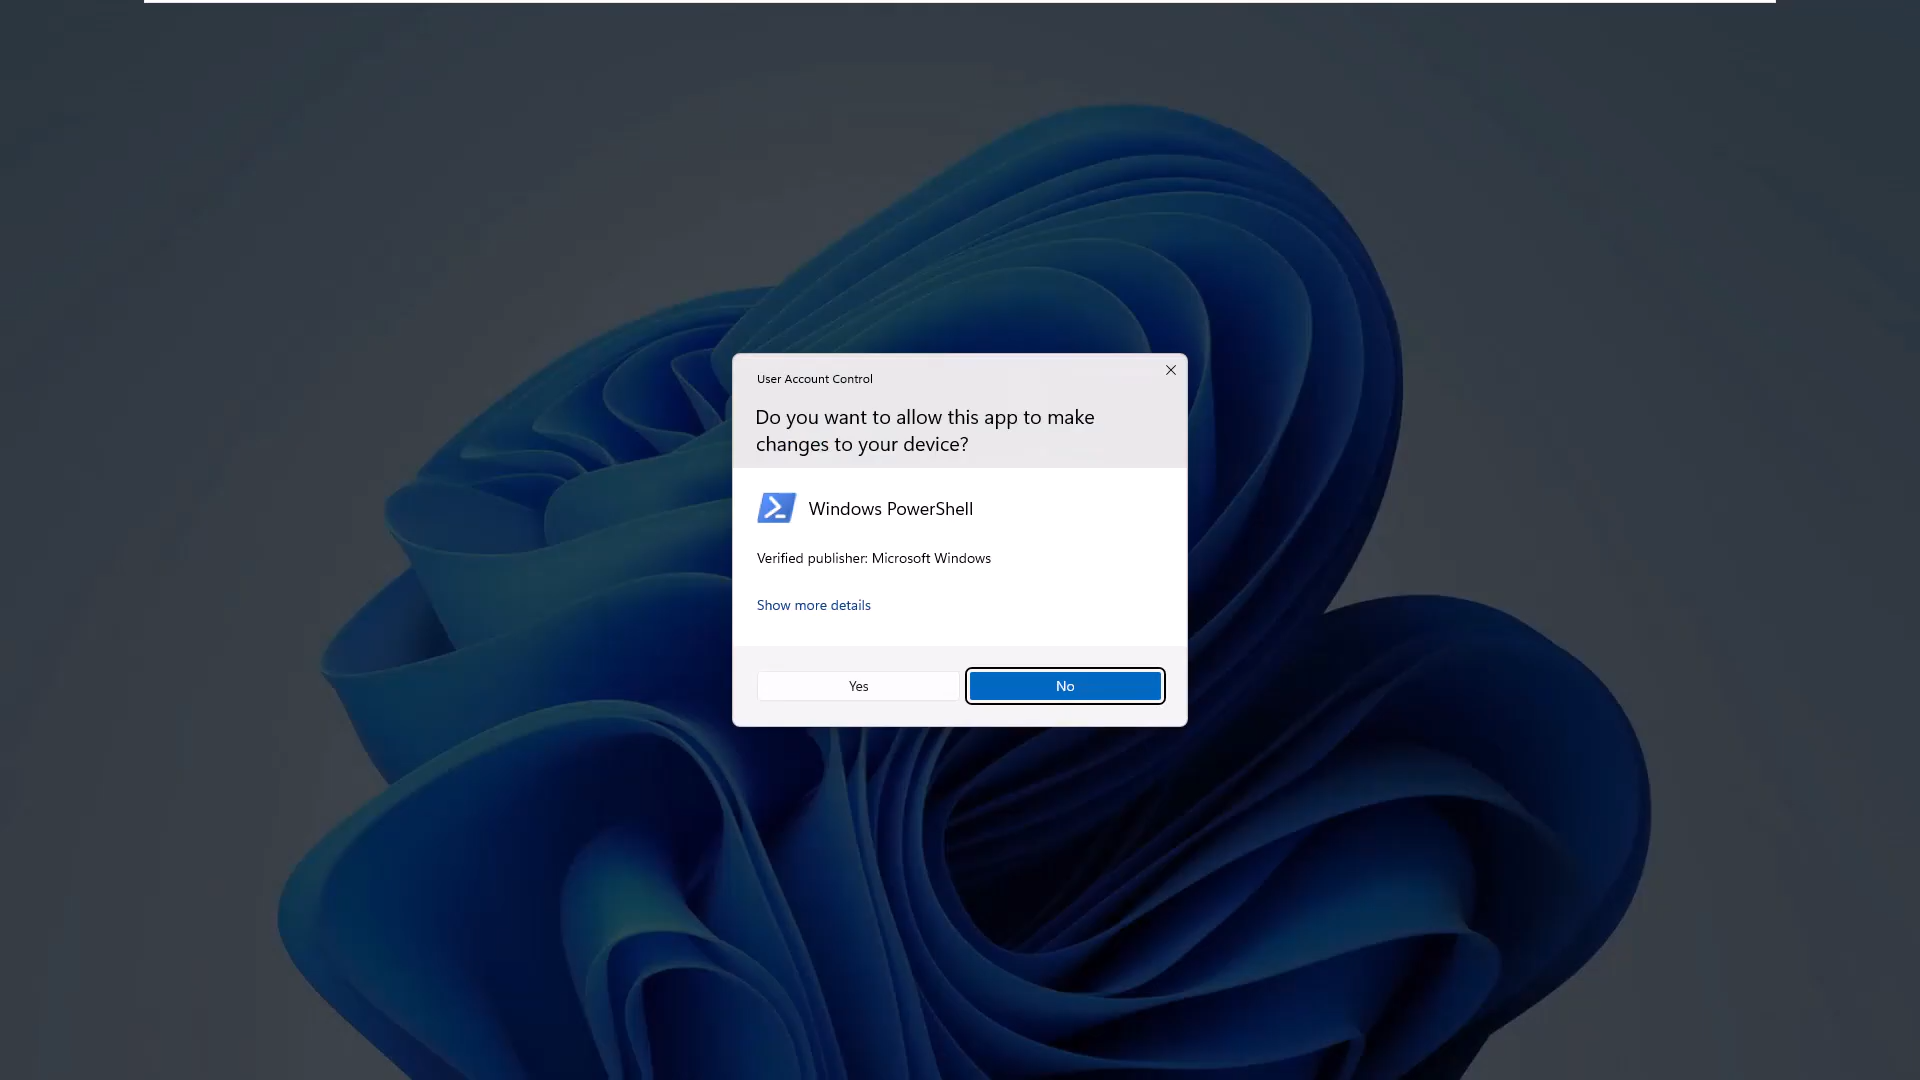 User Account Control
Do you want to allow this app to make
changes to your device?
Windows PowerShell
Verified publisher: Microsoft Windows
Show more details
Yes
No